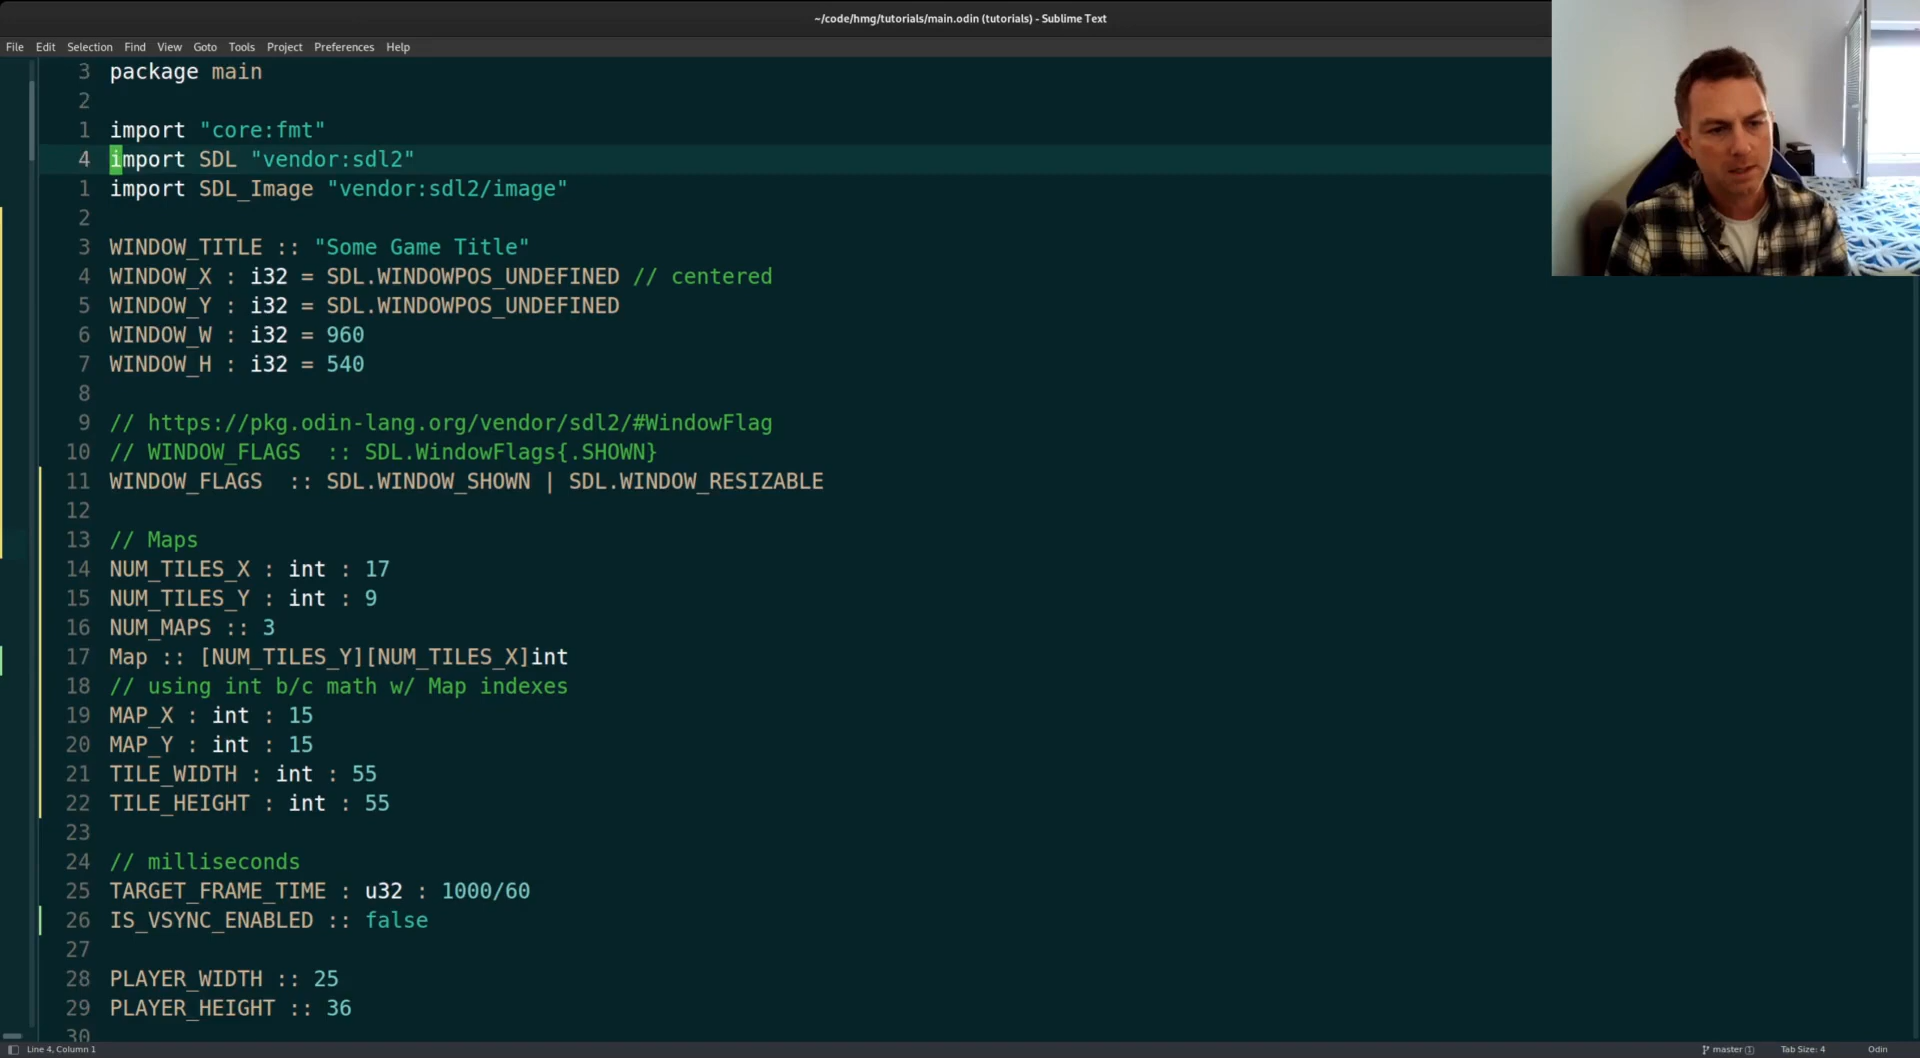 ~/code/hmg/tutorials/main.odin (tutorials) - Sublime Text
File Edit Selection Find View Goto Tools Project Preferences Help
3 package main
2
1 import "core:fmt"
4 import SDL "vendor:sdl2"
1 import SDL_Image "vendor:sdl2/image"
2
3 WINDOW_TITLE :: "Some Game Title"
4 WINDOW_X : i32 = SDL.WINDOWPOS_UNDEFINED // centered
5 WINDOW_Y : i32 = SDL.WINDOWPOS_UNDEFINED
6 WINDOW_W : i32 = 960
7 WINDOW_H : i32 = 540
8
9 // https://pkg.odin-lang.org/vendor/sdl2/#WindowFlag
10 // WINDOW_FLAGS  :: SDL.WindowFlags{.SHOWN}
11 WINDOW_FLAGS  :: SDL.WINDOW_SHOWN | SDL.WINDOW_RESIZABLE
12
13 // Maps
14 NUM_TILES_X : int : 17
15 NUM_TILES_Y : int : 9
16 NUM_MAPS :: 3
17 Map :: [NUM_TILES_Y][NUM_TILES_X]int
18 // using int b/c math w/ Map indexes
19 MAP_X : int : 15
20 MAP_Y : int : 15
21 TILE_WIDTH : int : 55
22 TILE_HEIGHT : int : 55
23
24 // milliseconds
25 TARGET_FRAME_TIME : u32 : 1000/60
26 IS_VSYNC_ENABLED :: false
27
28 PLAYER_WIDTH :: 25
29 PLAYER_HEIGHT :: 36
30
Line 4, Column 1 master (1) Tab Size: 4 Odin